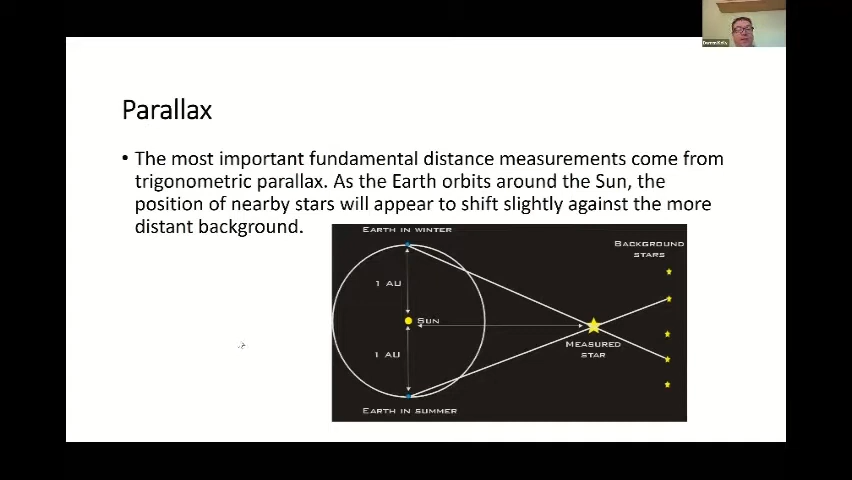 Darren Kelly
Parallax
• The most important fundamental distance measurements come from
trigonometric parallax. As the Earth orbits around the Sun, the
position of nearby stars will appear to shift slightly against the more
distant background.
EARTH IN WINTER
BACKGROUND
STARS
1 AU
SUN
MEASURED
STAR
1 AU
EARTH IN SUMMER